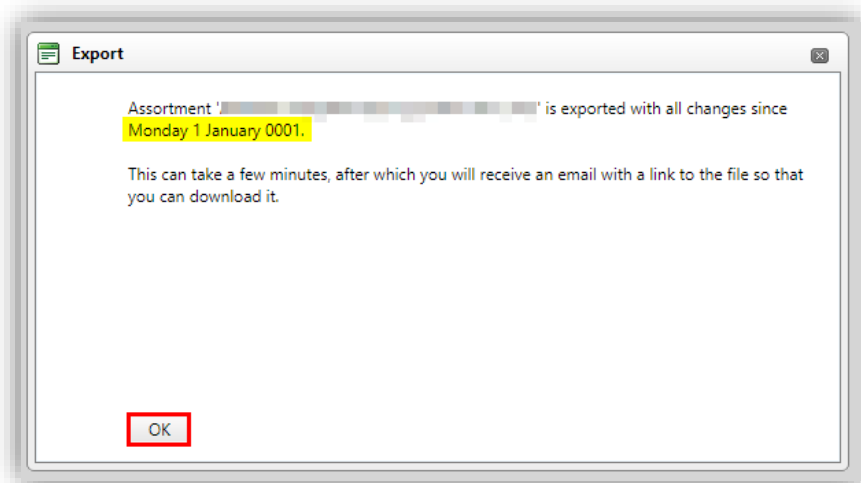 Export
Assortment ' ' is exported with all changes since
Monday 1 January 0001.
This can take a few minutes, after which you will receive an email with a link to the file so that
you can download it.
OK